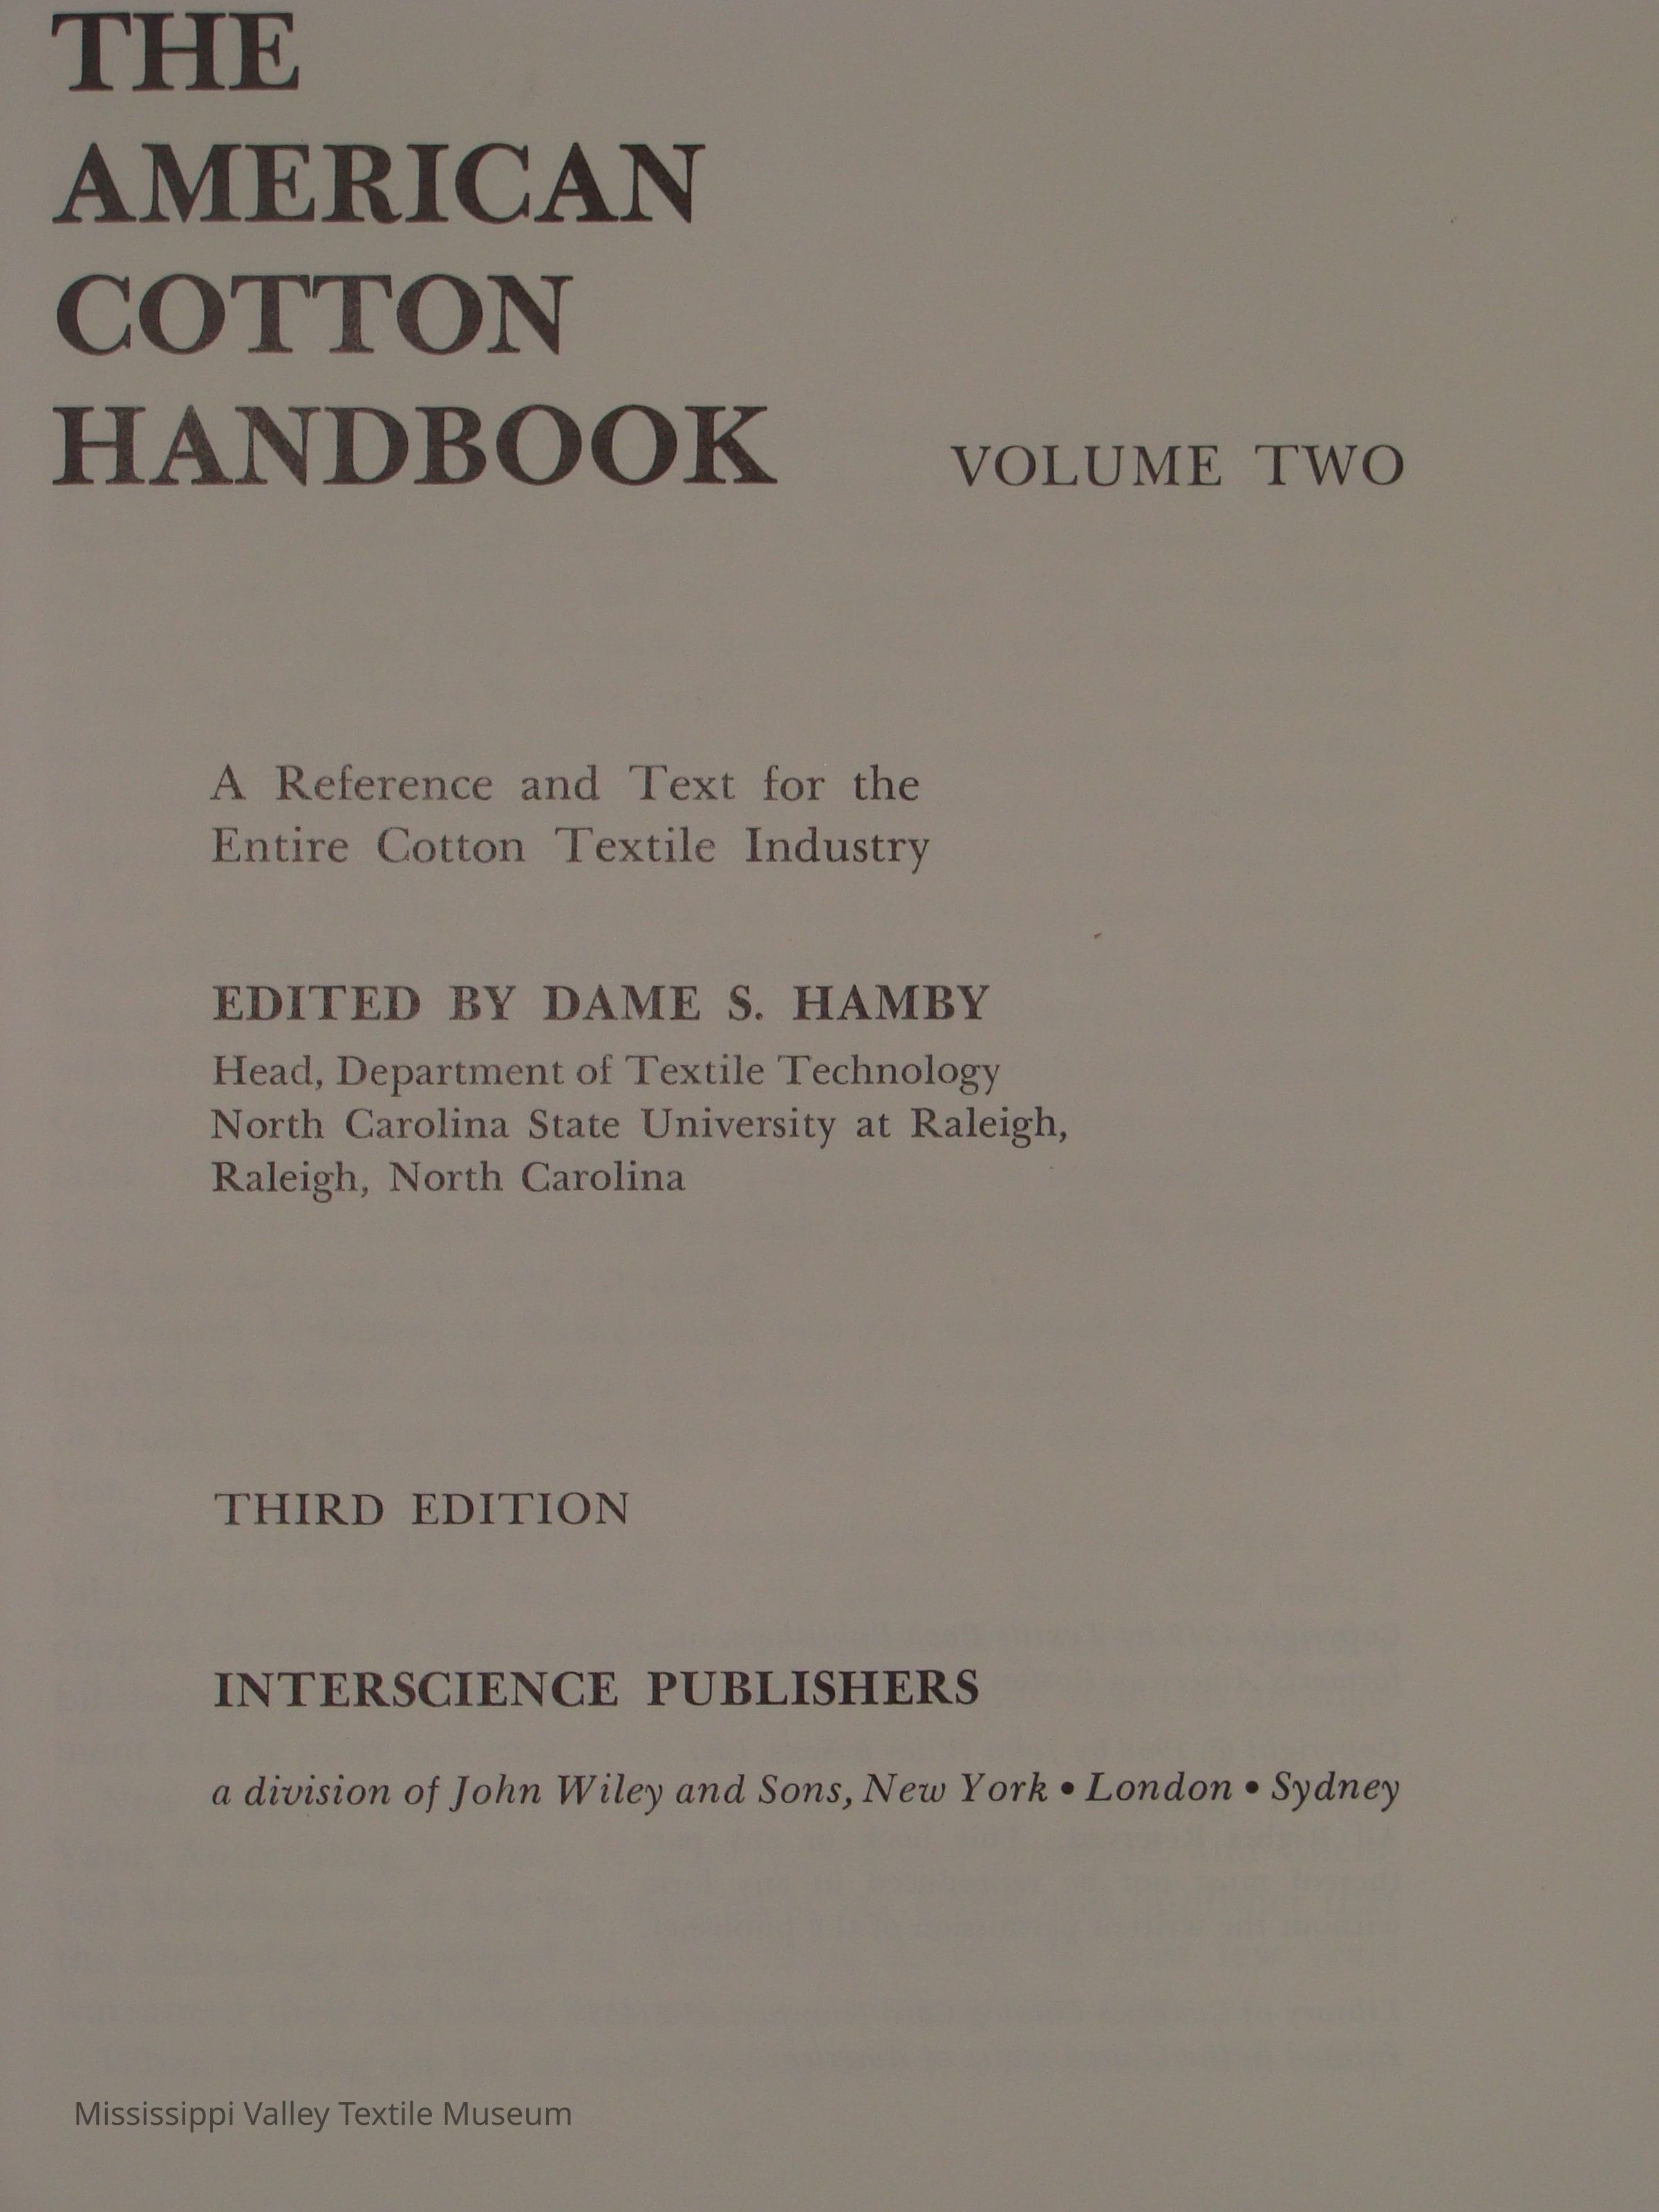 THE
AMERICAN
COTTON
HANDBOOK VOLUME TWO
A Reference and Text for the
Entire Cotton Textile Industry
EDITED BY DAME S. HAMBY
Head, Department of Textile Technology
North Carolina State University at Raleigh,
Raleigh, North Carolina
THIRD EDITION
INTERSCIENCE PUBLISHERS
a division of John Wiley and Sons, New York • London • Sydney
Mississippi Valley Textile Museum